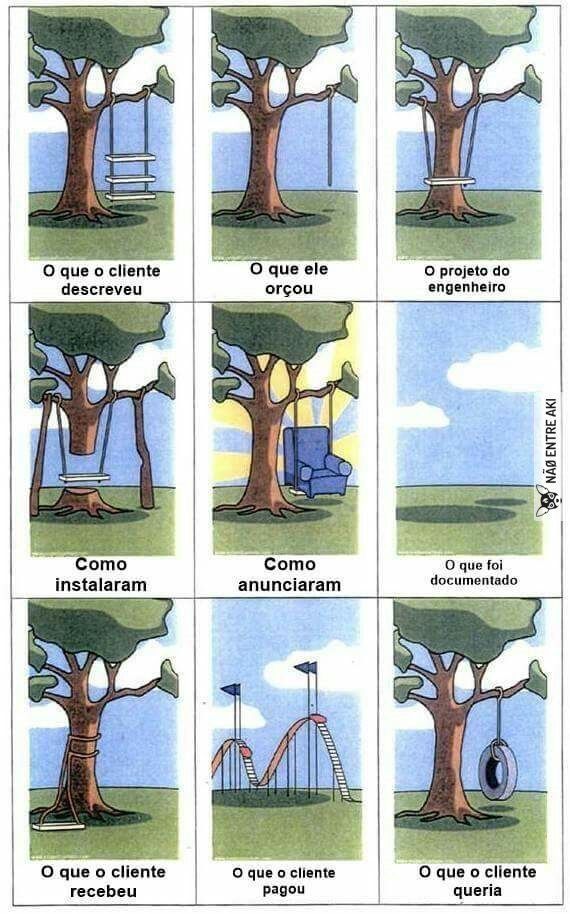 O que o cliente
descreveu
O que ele
orçou
O projeto do
engenheiro
Como
instalaram
Como
anunciaram
O que foi
documentado
NÃO ENTRE AKI
O que o cliente
recebeu
O que o cliente
pagou
O que o cliente
queria